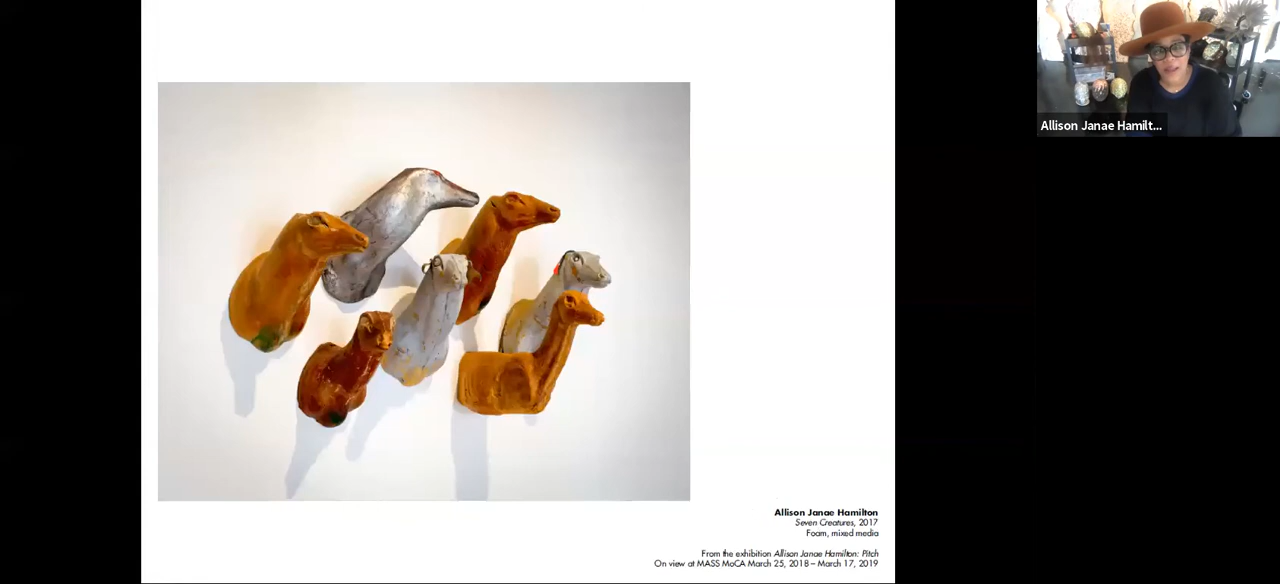 Allison Janae Hamilt...
Allison Janae Hamilton
Seven Creatures, 2017
Foam, mixed media
From the exhibition Allison Janae Hamilton: Pitch
On view at MASS MoCA March 25, 2018 – March 17, 2019